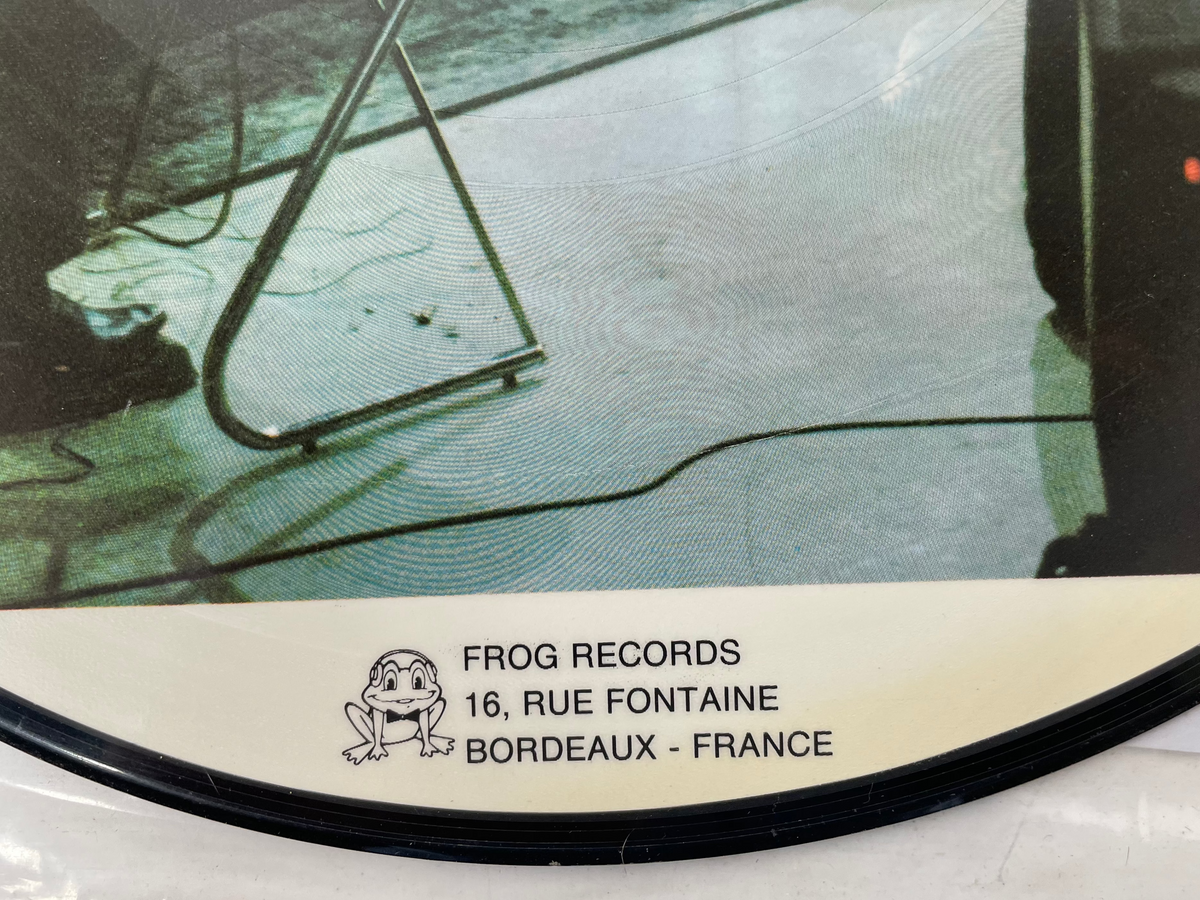 FROG RECORDS
16, RUE FONTAINE
BORDEAUX - FRANCE